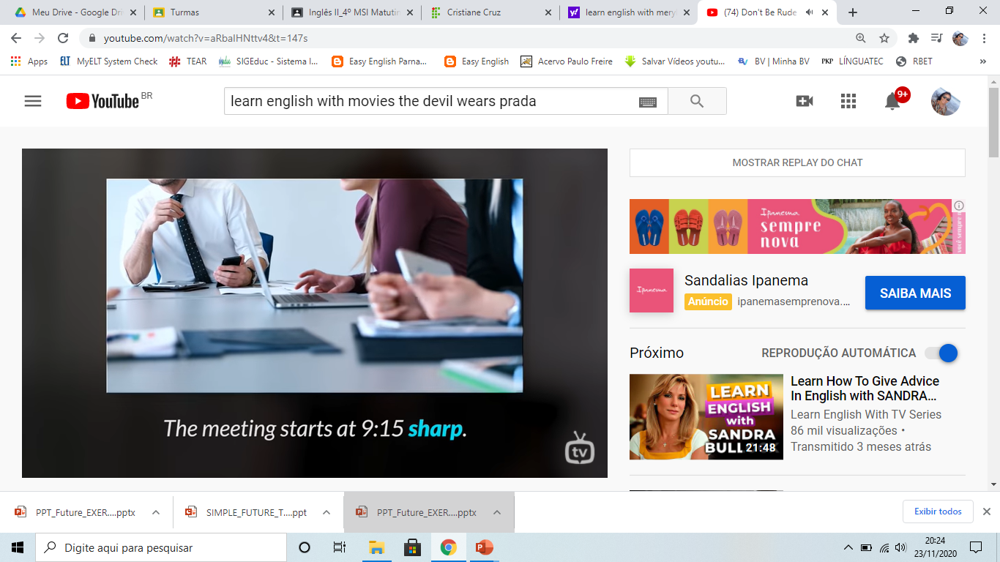 Meu Drive - Google Dri
Turmas
Inglês II_4º MSI Matutin
Cristiane Cruz
learn english with meryl
(74) Don't Be Rude
youtube.com/watch?v=aRbaIHNttv4&t=147s
Apps
MyELT System Check
TEAR
SIGEduc - Sistema I...
Easy English Parna...
Easy English
Acervo Paulo Freire
Salvar Vídeos youtu...
BV | Minha BV
PKP
LÍNGUATEC
RBET
YouTube BR
learn english with movies the devil wears prada
9+
MOSTRAR REPLAY DO CHAT
Ipanema
sempre
nova
Ipanema
Sandalias Ipanema
Anúncio ipanemasemprenova....
SAIBA MAIS
The meeting starts at 9:15 sharp.
tv
Próximo
REPRODUÇÃO AUTOMÁTICA
LEARN
ENGLISH
with
SANDRA
BULL
21:48
Learn How To Give Advice
In English with SANDRA...
Learn English With TV Series
86 mil visualizações •
Transmitido 3 meses atrás
PPT_Future_EXER....pptx
SIMPLE_FUTURE_T....ppt
PPT_Future_EXER....pptx
Exibir todos
Digite aqui para pesquisar
20:24
23/11/2020